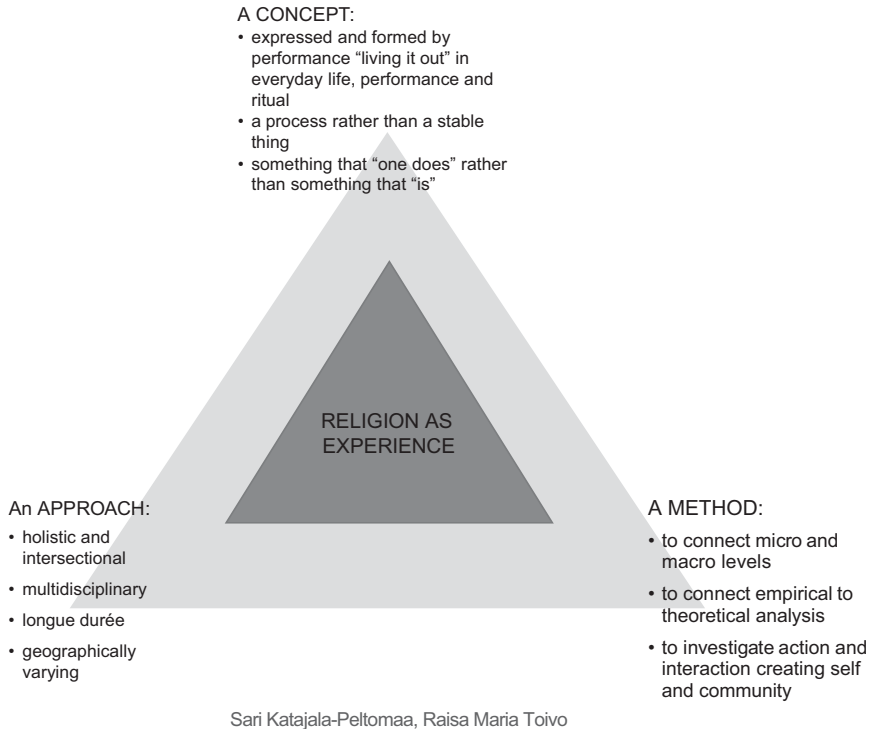 A CONCEPT:
• expressed and formed by
performance “living it out” in
everyday life, performance and
ritual
• a process rather than a stable
thing
• something that “one does” rather
than something that “is”
RELIGION AS
EXPERIENCE
An APPROACH:
• holistic and
intersectional
• multidisciplinary
• longue durée
• geographically
varying
A METHOD:
• to connect micro and
macro levels
• to connect empirical to
theoretical analysis
• to investigate action and
interaction creating self
and community
Sari Katajala-Peltomaa, Raisa Maria Toivo